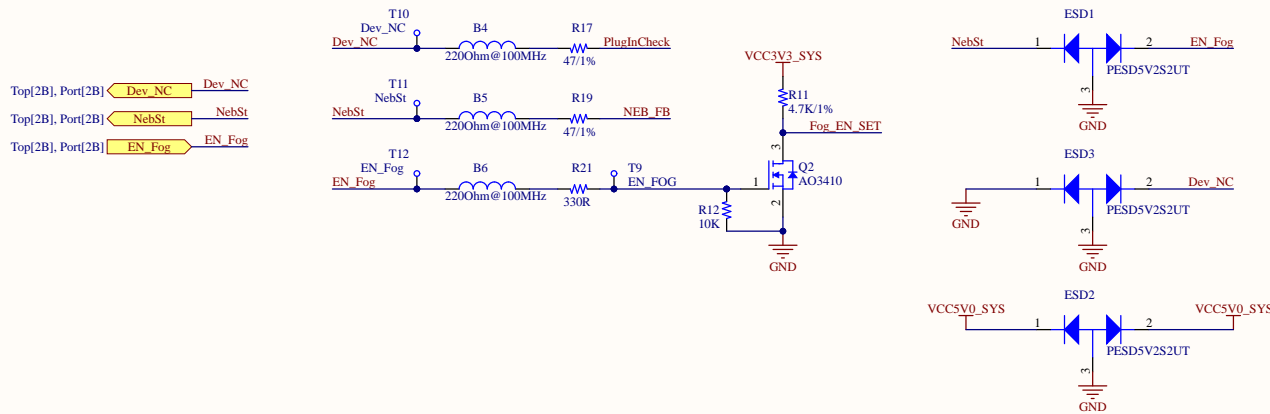 T10
Dev_NC
B4
R17
Dev_NC
PlugInCheck
220Ohm@100MHz
47/1%
ESD1
NebSt
1
2
EN_Fog
PESD5V2S2UT
3
GND
VCC3V3_SYS
Top[2B], Port[2B]
Dev_NC
Dev_NC
Top[2B], Port[2B]
NebSt
NebSt
Top[2B], Port[2B]
EN_Fog
EN_Fog
T11
NebSt
B5
R19
NebSt
NEB_FB
220Ohm@100MHz
47/1%
R11
4.7K/1%
Fog_EN_SET
T12
EN_Fog
B6
R21
T9
EN_Fog
EN_FOG
220Ohm@100MHz
330R
3
1
Q2
AO3410
2
R12
10K
GND
ESD3
1
2
Dev_NC
PESD5V2S2UT
GND
3
GND
ESD2
VCC5V0_SYS
1
2
VCC5V0_SYS
PESD5V2S2UT
3
GND